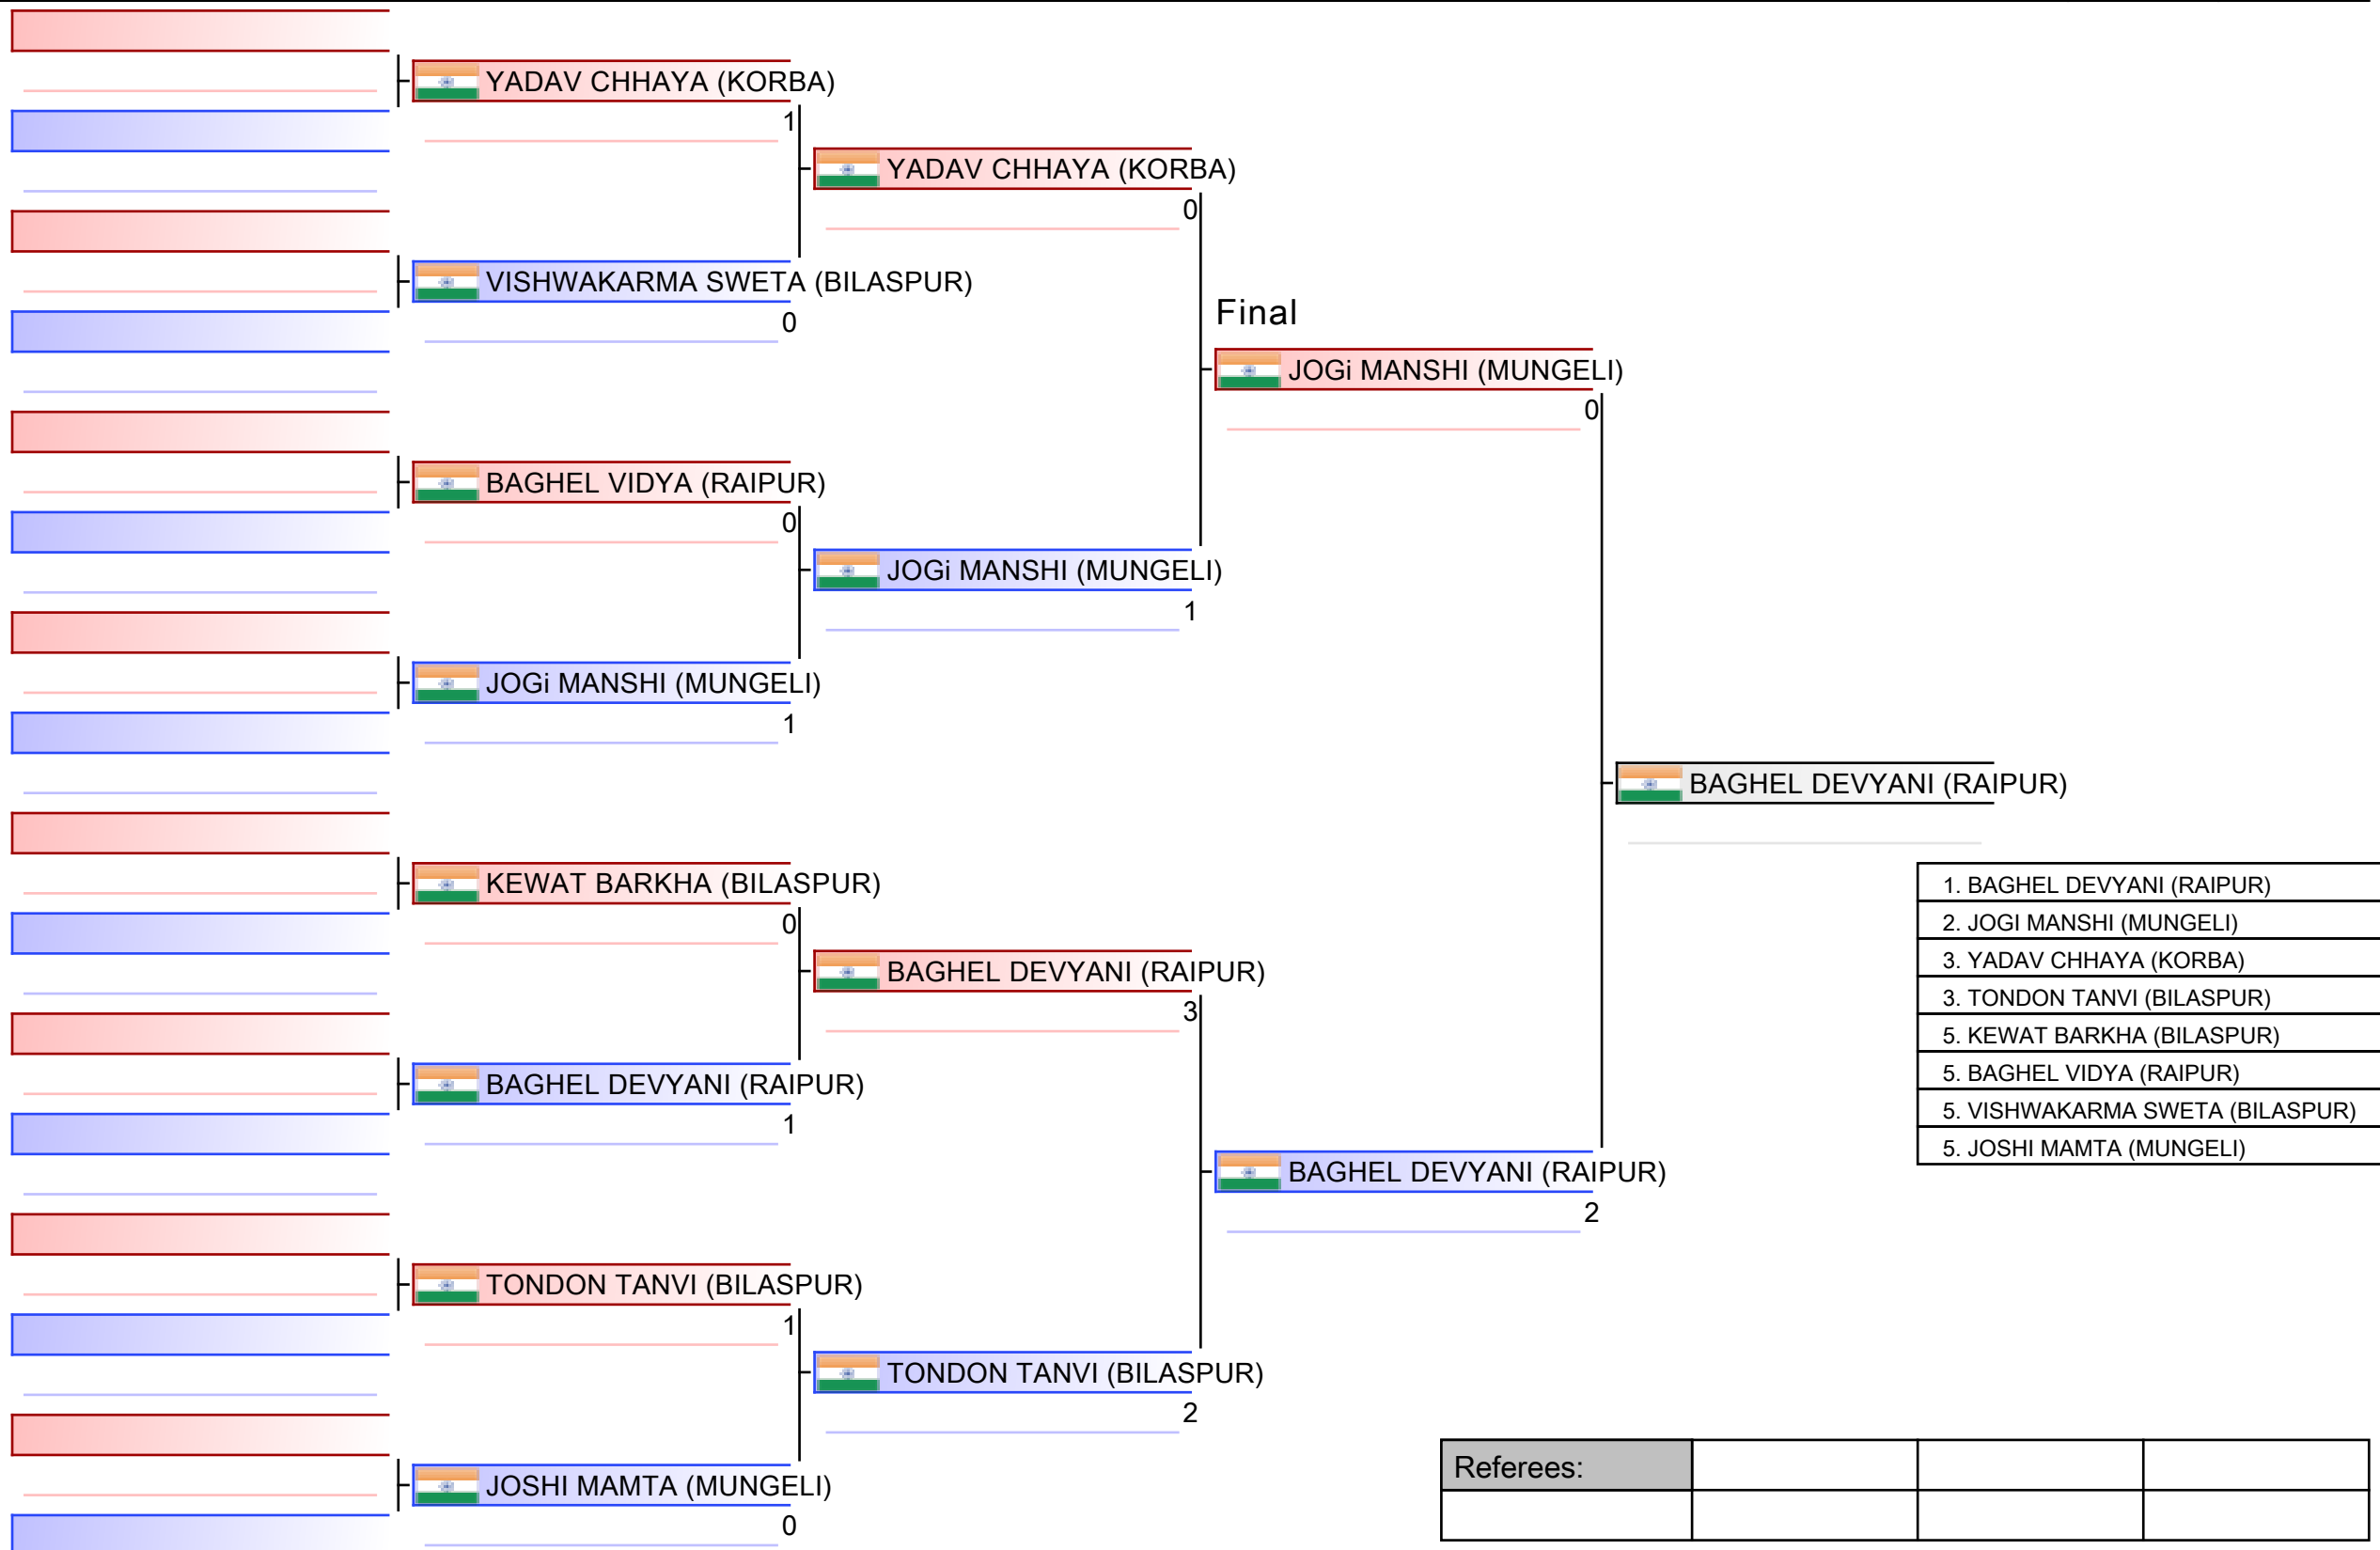 YADAV CHHAYA (KORBA)
1
VISHWAKARMA SWETA (BILASPUR)
0
BAGHEL VIDYA (RAIPUR)
0
JOGi MANSHI (MUNGELI)
1
KEWAT BARKHA (BILASPUR)
0
BAGHEL DEVYANI (RAIPUR)
1
TONDON TANVI (BILASPUR)
1
JOSHI MAMTA (MUNGELI)
0
YADAV CHHAYA (KORBA)
0
JOGi MANSHI (MUNGELI)
1
BAGHEL DEVYANI (RAIPUR)
3
TONDON TANVI (BILASPUR)
2
Final
JOGi MANSHI (MUNGELI)
0
BAGHEL DEVYANI (RAIPUR)
2
BAGHEL DEVYANI (RAIPUR)
1. BAGHEL DEVYANI (RAIPUR)
2. JOGI MANSHI (MUNGELI)
3. YADAV CHHAYA (KORBA)
3. TONDON TANVI (BILASPUR)
5. KEWAT BARKHA (BILASPUR)
5. BAGHEL VIDYA (RAIPUR)
5. VISHWAKARMA SWETA (BILASPUR)
5. JOSHI MAMTA (MUNGELI)
Referees: